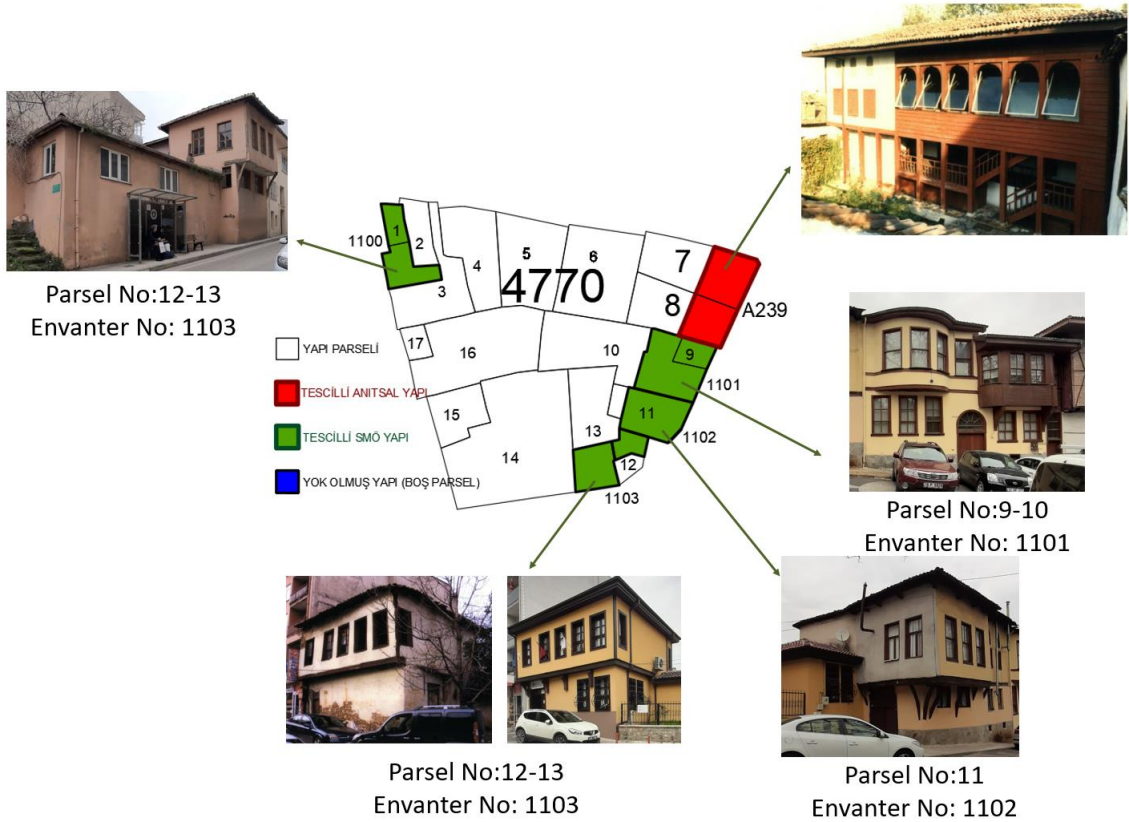 Parsel No:12-13
Envanter No: 1103
1100
1
2
3
4
5
6
4770
7
8
A239
17
16
10
9
1101
15
14
13
11
1102
12
1103
YAPI PARSELİ
TESCİLLİ ANITSAL YAPI
TESCİLLİ SMÖ YAPI
YOK OLMUŞ YAPI (BOŞ PARSEL)
Parsel No:9-10
Envanter No: 1101
Parsel No:12-13
Envanter No: 1103
Parsel No:11
Envanter No: 1102